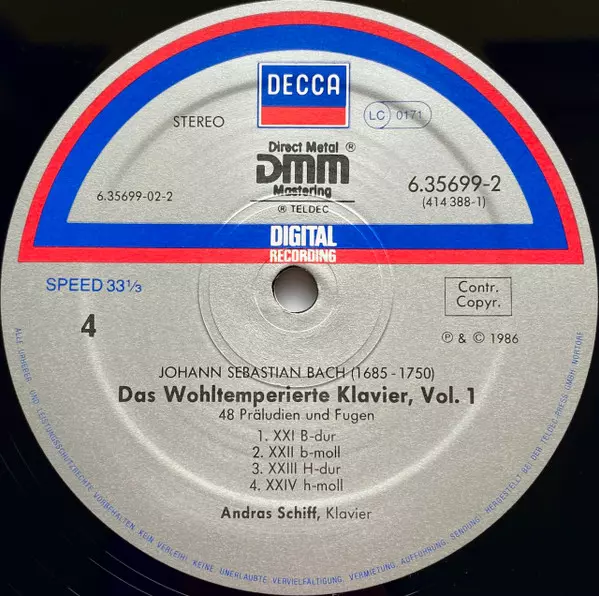 DECCA
STEREO
LC 0171
Direct Metal ®
DMM
Mastering
® TELDEC
6.35699-02-2
6.35699-2
(414 388-1)
DIGITAL
RECORDING
SPEED 33⅓
4
Contr.
Copyr.
℗ & © 1986
JOHANN SEBASTIAN BACH (1685-1750)
Das Wohltemperierte Klavier, Vol. 1
48 Präludien und Fugen
1. XXI B-dur
2. XXII b-moll
3. XXIII H-dur
4. XXIV h-moll
Andras Schiff, Klavier
ALLE URHEBER- UND LEISTUNGSSCHUTZRECHTE VORBEHALTEN. KEIN VERLEIH! KEINE UNERLAUBTE VERVIELFÄLTIGUNG, VERMIETUNG, AUFFÜHRUNG, SENDUNG! HERGESTELLT BEI DER TELDEC-PRESS GMBH, NORTORF